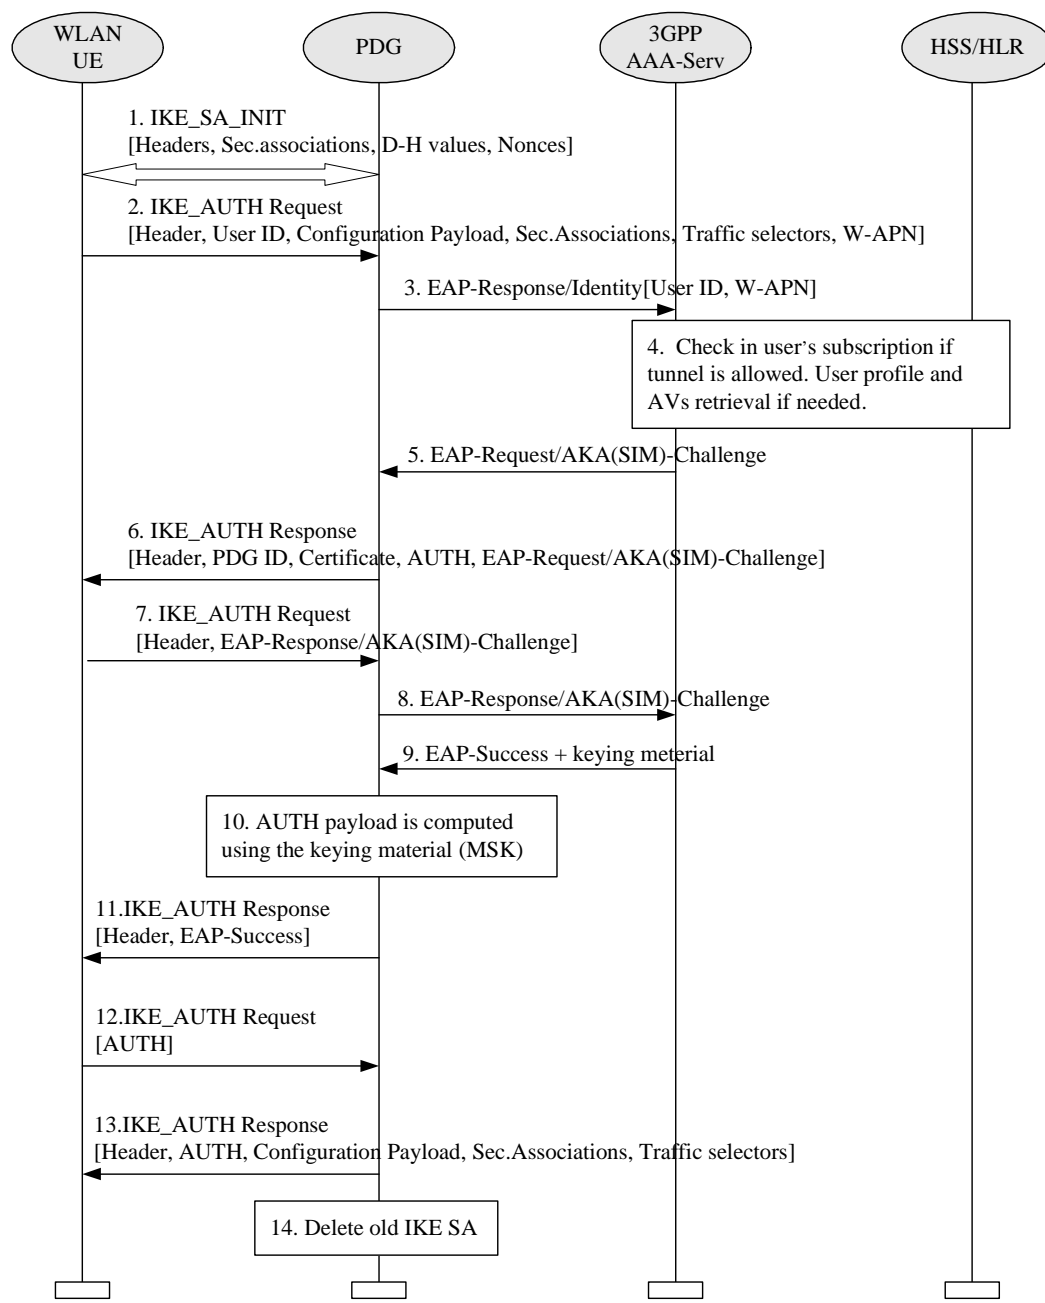 WLAN
UE
PDG
3GPP
AAA-Serv
HSS/HLR
1. IKE_SA_INIT
[Headers, Sec.associations, D-H values, Nonces]
2. IKE_AUTH Request
[Header, User ID, Configuration Payload, Sec.Associations, Traffic selectors, W-APN]
3. EAP-Response/Identity[User ID, W-APN]
4.  Check in user's subscription if
tunnel is allowed. User profile and
AVs retrieval if needed.
5. EAP-Request/AKA(SIM)-Challenge
6. IKE_AUTH Response
[Header, PDG ID, Certificate, AUTH, EAP-Request/AKA(SIM)-Challenge]
7. IKE_AUTH Request
[Header, EAP-Response/AKA(SIM)-Challenge]
8. EAP-Response/AKA(SIM)-Challenge
9. EAP-Success + keying meterial
10. AUTH payload is computed
using the keying material (MSK)
11.IKE_AUTH Response
[Header, EAP-Success]
12.IKE_AUTH Request
[AUTH]
13.IKE_AUTH Response
[Header, AUTH, Configuration Payload, Sec.Associations, Traffic selectors]
14. Delete old IKE SA